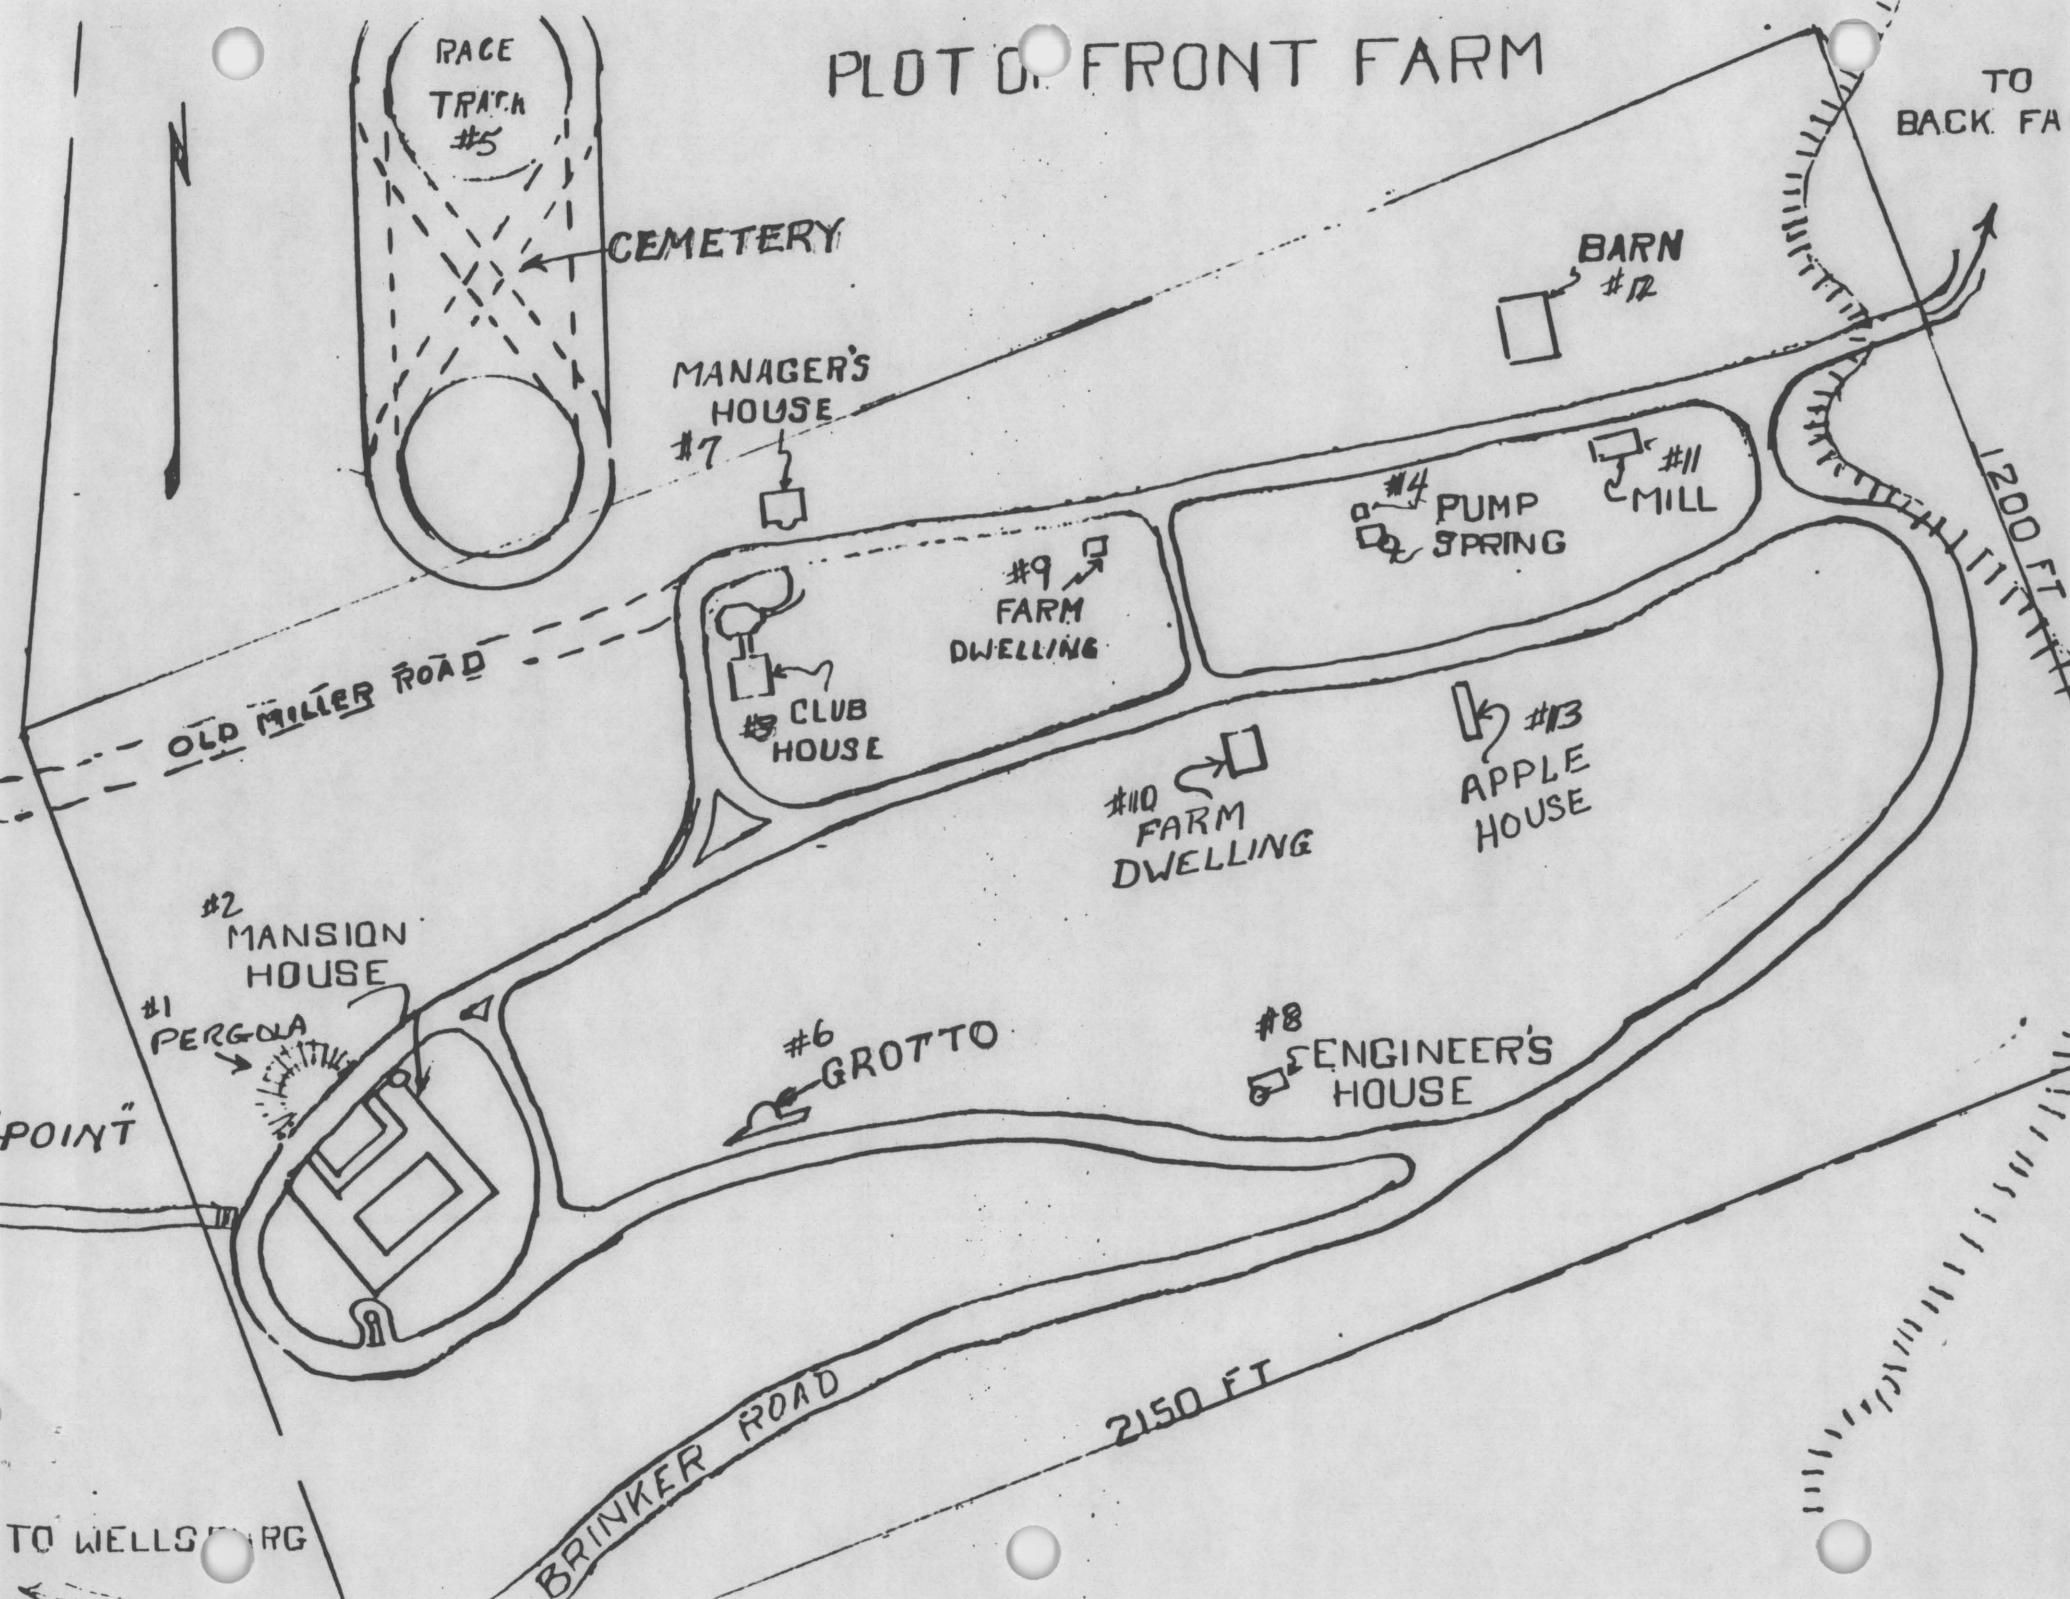 RACE
TRACK
#5
PLOT OF FRONT FARM
TO
BACK FA
CEMETERY
BARN
#12
MANAGER'S
HOUSE
#7
#11
MILL
#4 PUMP
SPRING
1200 FT
#9
FARM
DWELLING
OLD MILLER ROAD
CLUB
HOUSE
#13
APPLE
HOUSE
#10
FARM
DWELLING
#2
MANSION
HOUSE
#1
PERGOLA
#6
GROTTO
#8
ENGINEER'S
HOUSE
POINT"
2150 FT
BRINKER ROAD
TO WELLSBURG